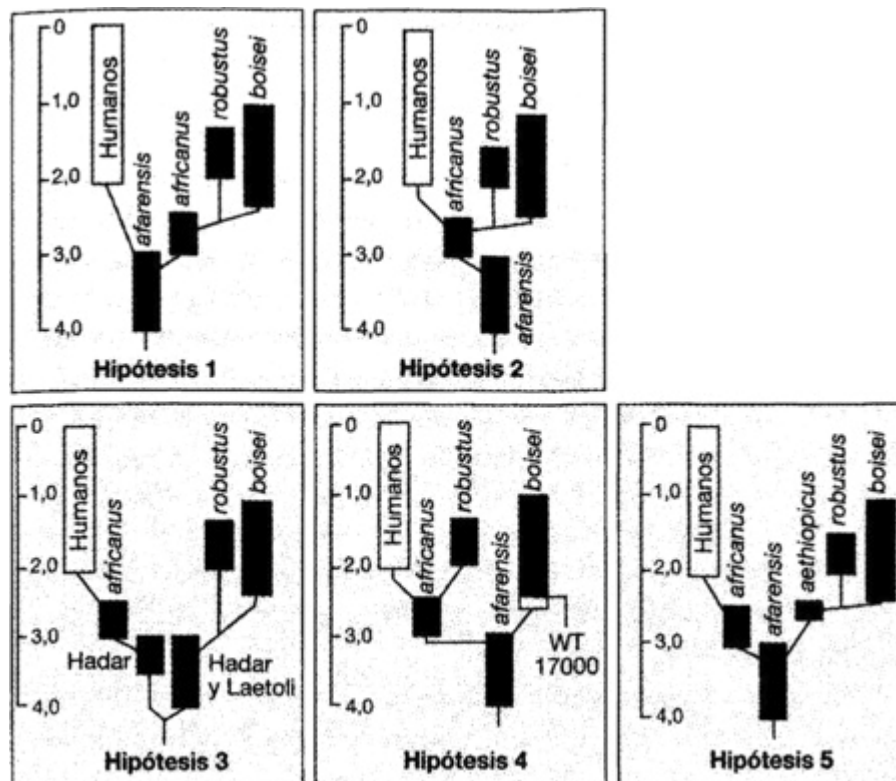 0
1,0
2,0
3,0
4,0
Humanos
afarensis
africanus
robustus
boisei
Hipótesis 1
0
1,0
2,0
3,0
4,0
Humanos
africanus
robustus
boisei
afarensis
Hipótesis 2
0
1,0
2,0
3,0
4,0
Humanos
africanus
robustus
boisei
Hadar
Hadar
y Laetoli
Hipótesis 3
0
1,0
2,0
3,0
4,0
Humanos
africanus
robustus
afarensis
boisei
WT
17000
Hipótesis 4
0
1,0
2,0
3,0
4,0
Humanos
africanus
afarensis
aethiopicus
robustus
boisei
Hipótesis 5